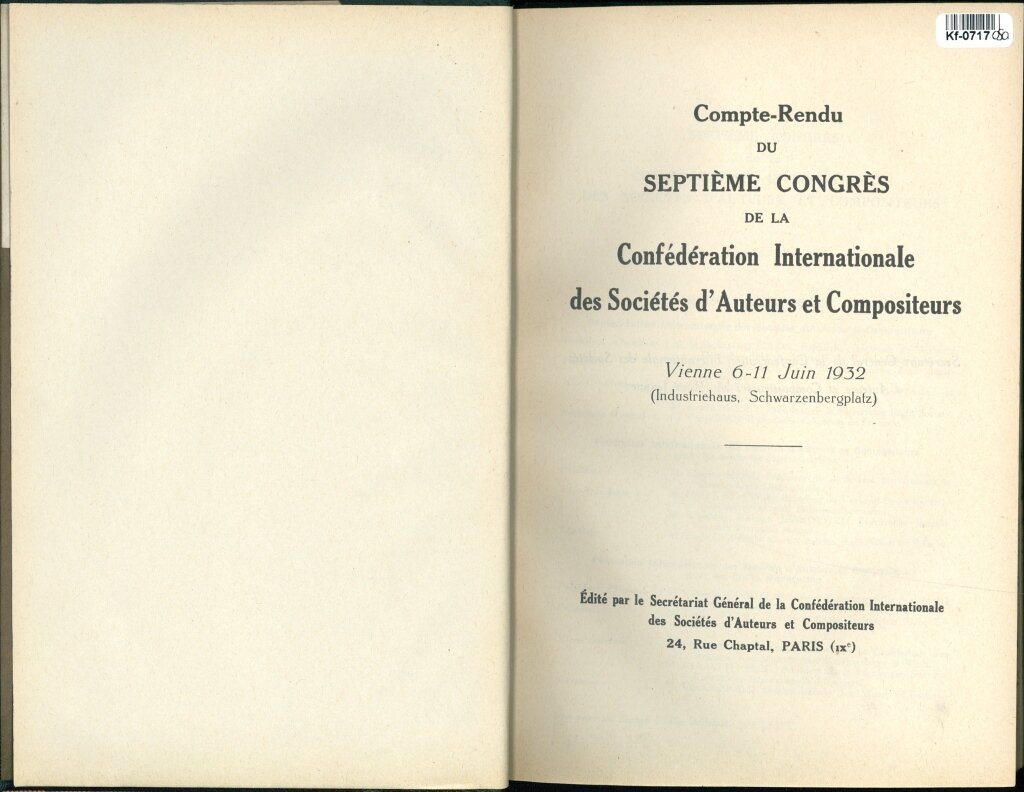 Kf-0717
Compte-Rendu
DU
SEPTIÈME CONGRÈS
DE LA
Confédération Internationale
des Sociétés d'Auteurs et Compositeurs
Vienne 6-11 Juin 1932
(Industriehaus, Schwarzenbergplatz)
Édité par le Secrétariat Général de la Confédération Internationale
des Sociétés d'Auteurs et Compositeurs
24, Rue Chaptal, PARIS (IXe)